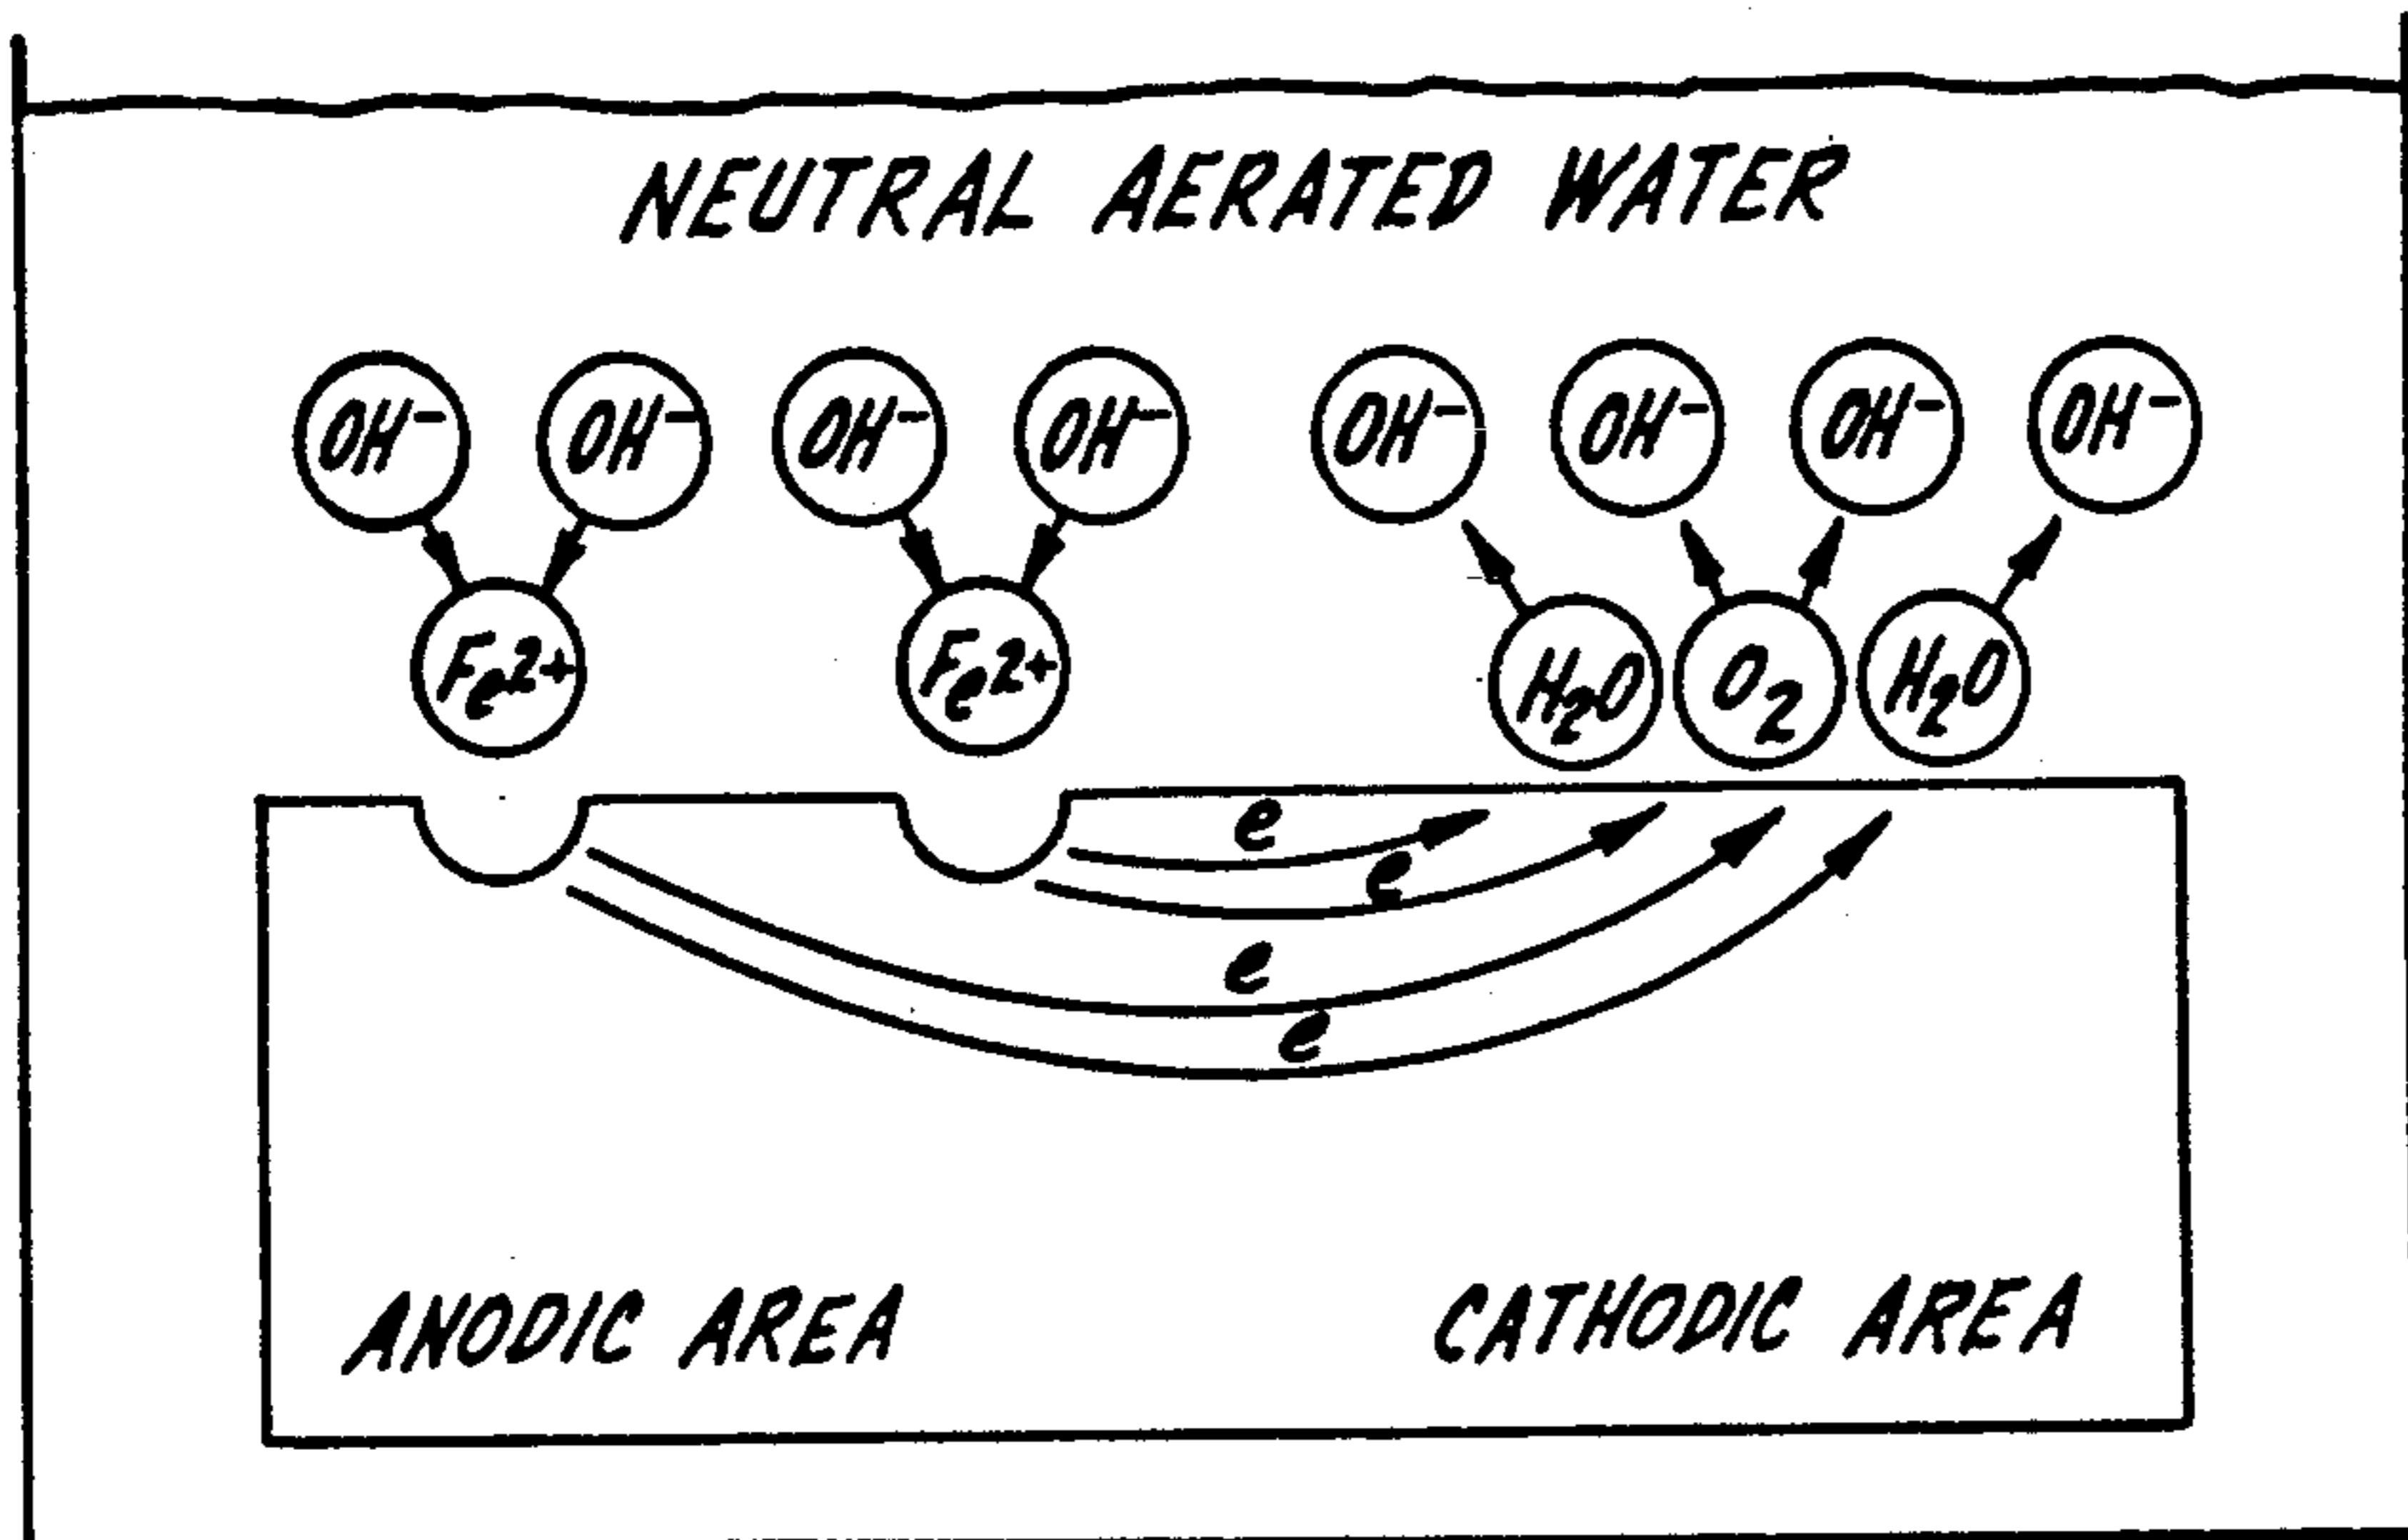 NEUTRAL AERATED WATER
OH⁻ OH⁻ OH⁻ OH⁻ OH⁻ OH⁻ OH⁻ OH⁻
Fe²⁺ Fe²⁺ H₂O O₂ H₂O
e
e
e
e
ANODIC AREA CATHODIC AREA